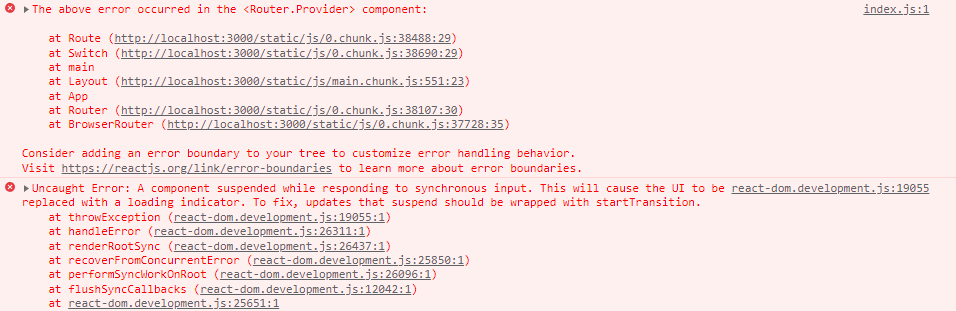 The above error occurred in the <Router.Provider> component: index.js:1
at Route (http://localhost:3000/static/js/0.chunk.js:38488:29)
at Switch (http://localhost:3000/static/js/0.chunk.js:38690:29)
at main
at Layout (http://localhost:3000/static/js/main.chunk.js:551:23)
at App
at Router (http://localhost:3000/static/js/0.chunk.js:38107:30)
at BrowserRouter (http://localhost:3000/static/js/0.chunk.js:37728:35)
Consider adding an error boundary to your tree to customize error handling behavior.
Visit https://reactjs.org/link/error-boundaries to learn more about error boundaries.
Uncaught Error: A component suspended while responding to synchronous input. This will cause the UI to be react-dom.development.js:19055
replaced with a loading indicator. To fix, updates that suspend should be wrapped with startTransition.
at throwException (react-dom.development.js:19055:1)
at handleError (react-dom.development.js:26311:1)
at renderRootSync (react-dom.development.js:26437:1)
at recoverFromConcurrentError (react-dom.development.js:25850:1)
at performSyncWorkOnRoot (react-dom.development.js:26096:1)
at flushSyncCallbacks (react-dom.development.js:12042:1)
at react-dom.development.js:25651:1